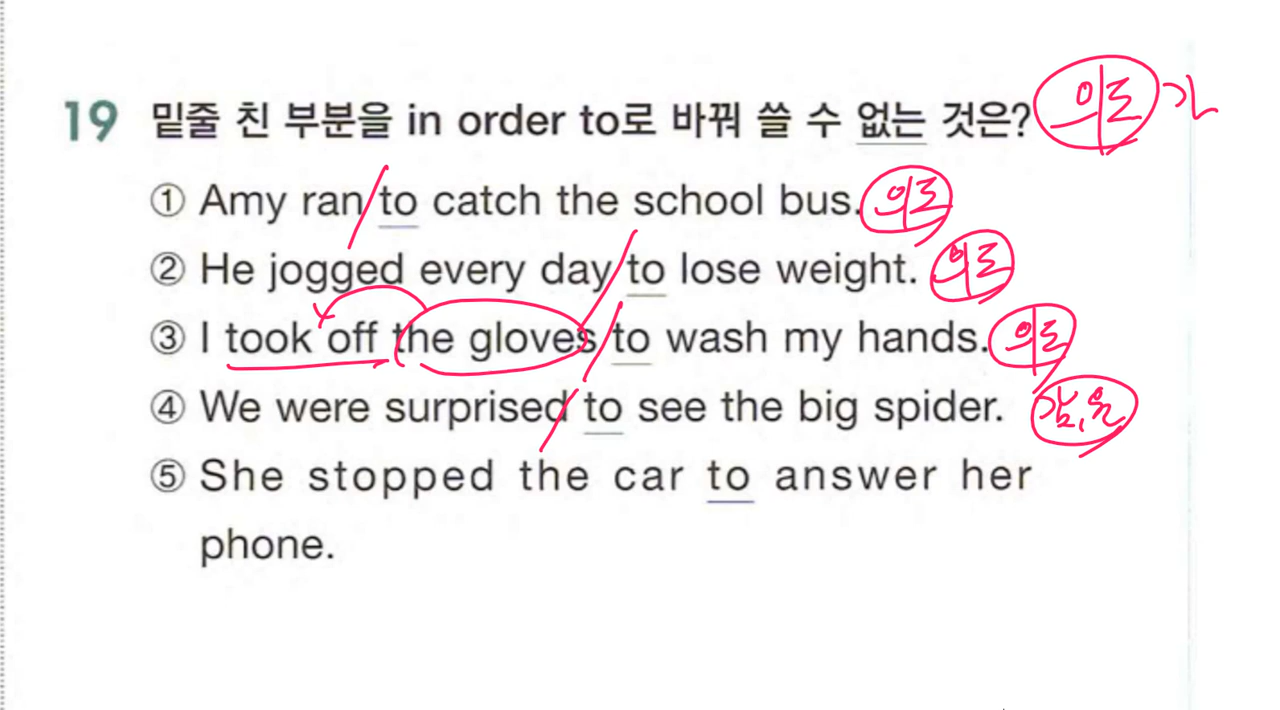 19 밑줄 친 부분을 in order to로 바꿔 쓸 수 없는 것은? 의도 가
① Amy ran to catch the school bus. 의도
② He jogged every day to lose weight. 의도
③ I took off the gloves to wash my hands. 의도
④ We were surprised to see the big spider. 감, 원
⑤ She stopped the car to answer her
phone.